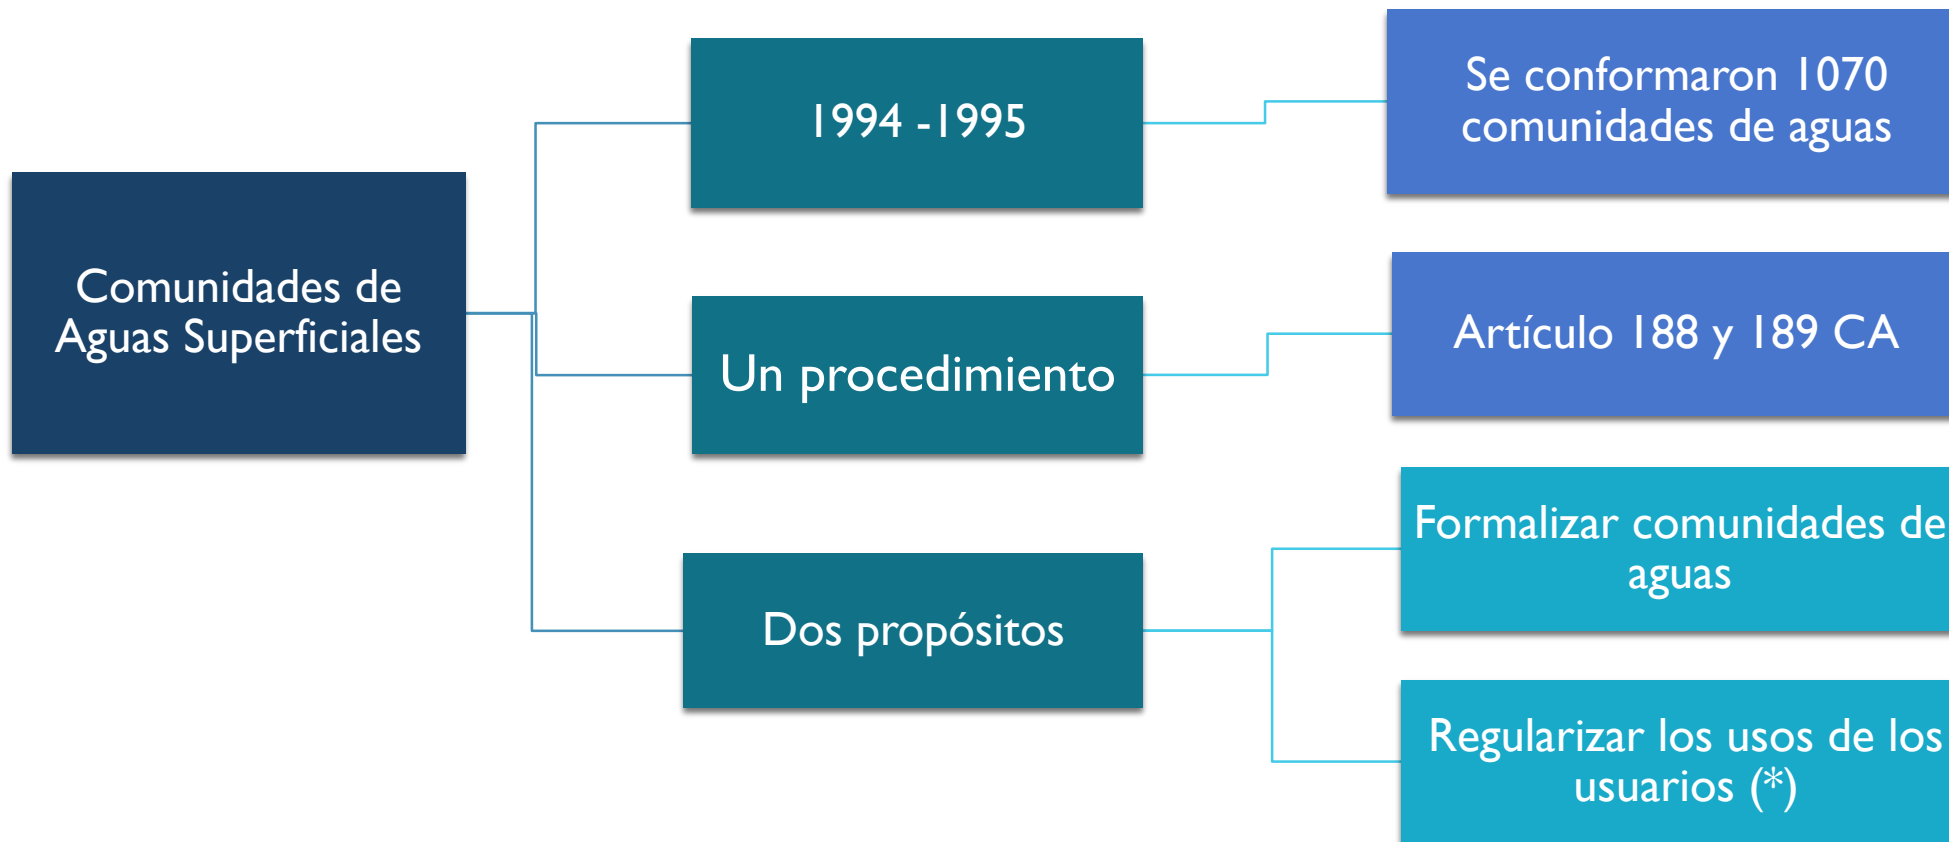 Comunidades de
Aguas Superficiales
1994 -1995
Se conformaron 1070
comunidades de aguas
Un procedimiento
Artículo 188 y 189 CA
Dos propósitos
Formalizar comunidades de
aguas
Regularizar los usos de los
usuarios (*)